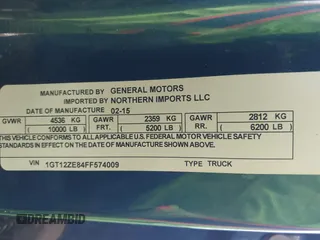 MANUFACTURED BY GENERAL MOTORS
IMPORTED BY NORTHERN IMPORTS LLC
DATE OF MANUFACTURE 02-15
GVWR 4536 KG GAWR 2359 KG GAWR 2812 KG
( 10000 LB ) FRT. ( 5200 LB ) RR. ( 6200 LB )
THIS VEHICLE CONFORMS TO ALL APPLICABLE FEDERAL MOTOR VEHICLE SAFETY
STANDARDS IN EFFECT ON THE DATE OF MANUFACTURE SHOWN ABOVE.
VIN 1GT12ZE84FF574009 TYPE TRUCK
DREAMBID